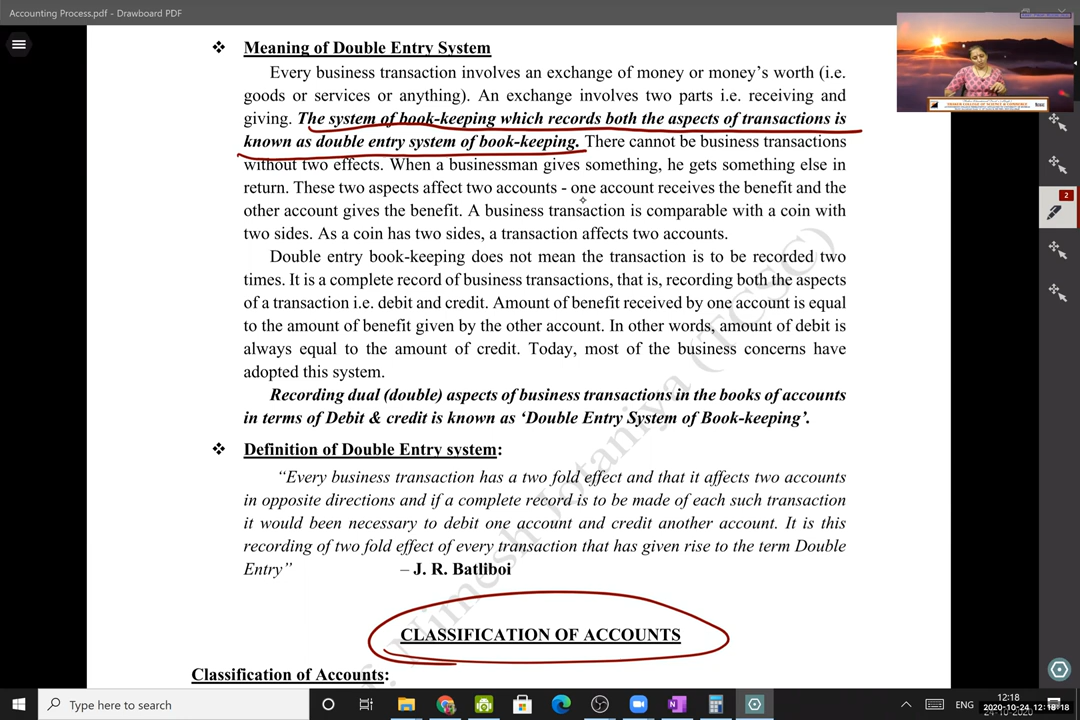 Accounting Process.pdf - Drawboard PDF
❖ Meaning of Double Entry System
Every business transaction involves an exchange of money or money’s worth (i.e.
goods or services or anything). An exchange involves two parts i.e. receiving and
giving. The system of book-keeping which records both the aspects of transactions is
known as double entry system of book-keeping. There cannot be business transactions
without two effects. When a businessman gives something, he gets something else in
return. These two aspects affect two accounts - one account receives the benefit and the
other account gives the benefit. A business transaction is comparable with a coin with
two sides. As a coin has two sides, a transaction affects two accounts.
Double entry book-keeping does not mean the transaction is to be recorded two
times. It is a complete record of business transactions, that is, recording both the aspects
of a transaction i.e. debit and credit. Amount of benefit received by one account is equal
to the amount of benefit given by the other account. In other words, amount of debit is
always equal to the amount of credit. Today, most of the business concerns have
adopted this system.
Recording dual (double) aspects of business transactions in the books of accounts
in terms of Debit & credit is known as ‘Double Entry System of Book-keeping’.
❖ Definition of Double Entry system:
“Every business transaction has a two fold effect and that it affects two accounts
in opposite directions and if a complete record is to be made of each such transaction
it would been necessary to debit one account and credit another account. It is this
recording of two fold effect of every transaction that has given rise to the term Double
Entry” – J. R. Batliboi
CLASSIFICATION OF ACCOUNTS
Classification of Accounts:
Nimesh Jotaniya (TCSC)
2
Type here to search
ENG
12:18
2020-10-24 12:18:18